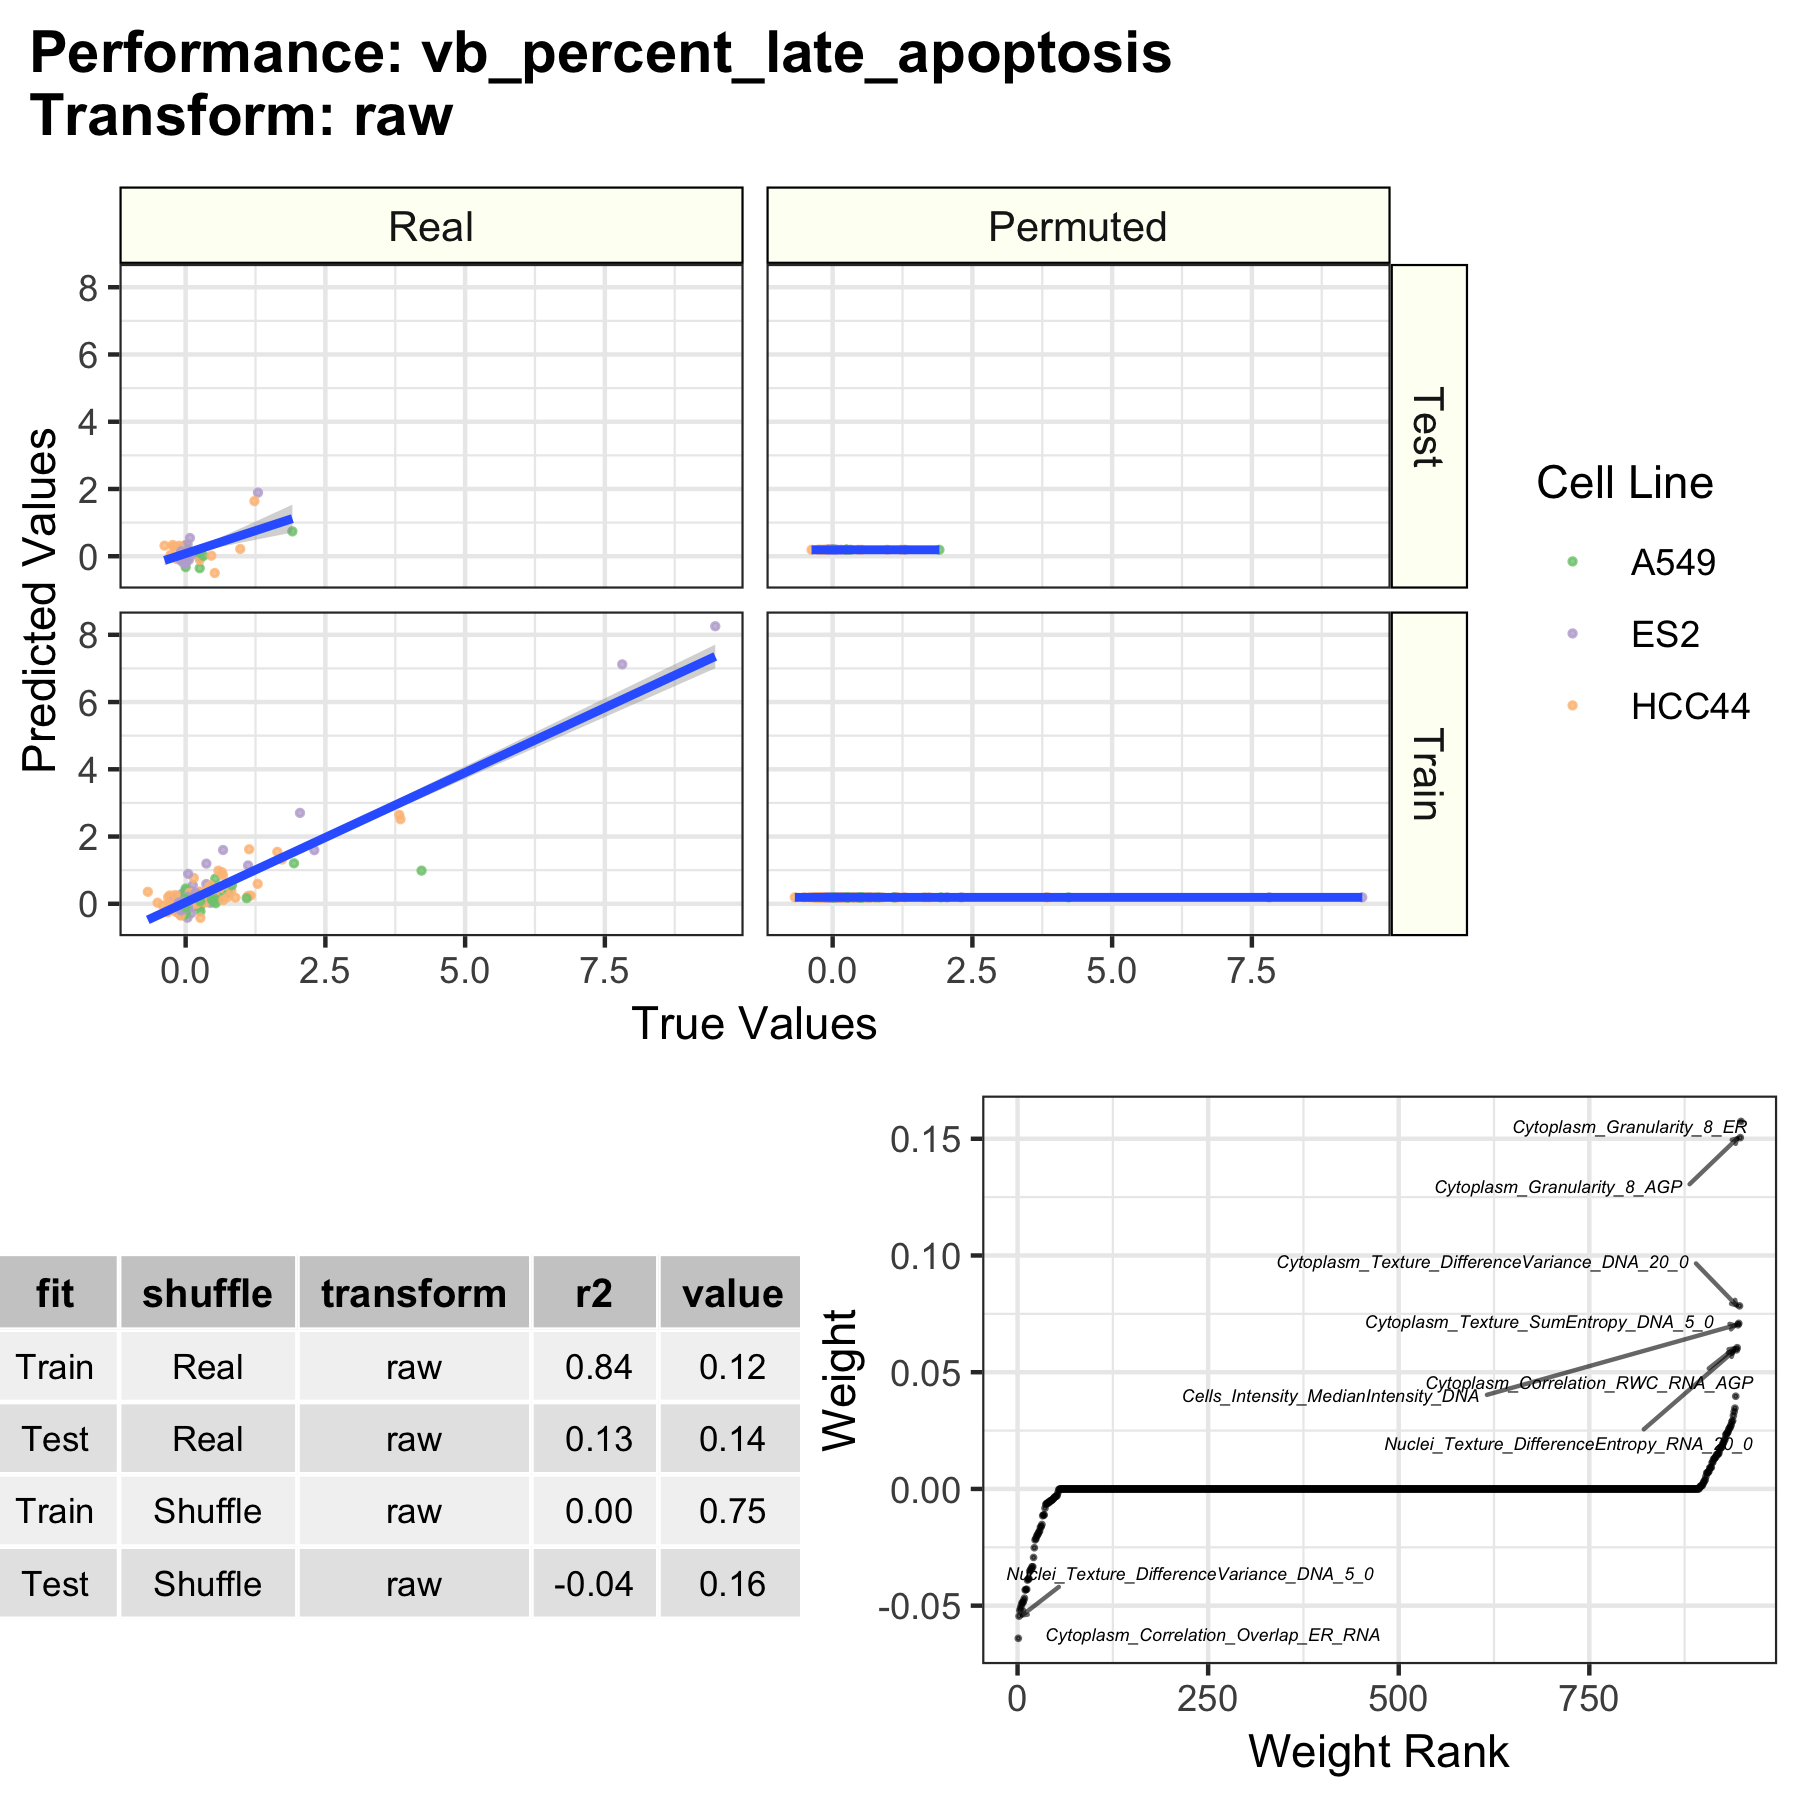 Performance: vb_percent_late_apoptosis
Transform: raw
Real
Permuted
8
6
4
2
0
Test
8
6
4
2
0
Train
Predicted Values
0.0
2.5
5.0
7.5
0.0
2.5
5.0
7.5
True Values
Cell Line
A549
ES2
HCC44
fit shuffle transform r2 value
Train Real raw 0.84 0.12
Test Real raw 0.13 0.14
Train Shuffle raw 0.00 0.75
Test Shuffle raw -0.04 0.16
Weight
0.15
0.10
0.05
0.00
-0.05
Cytoplasm_Granularity_8_ER
Cytoplasm_Granularity_8_AGP
Cytoplasm_Texture_DifferenceVariance_DNA_20_0
Cytoplasm_Texture_SumEntropy_DNA_5_0
Cytoplasm_Correlation_RWC_RNA_AGP
Cells_Intensity_MedianIntensity_DNA
Nuclei_Texture_DifferenceEntropy_RNA_20_0
Nuclei_Texture_DifferenceVariance_DNA_5_0
Cytoplasm_Correlation_Overlap_ER_RNA
0
250
500
750
Weight Rank